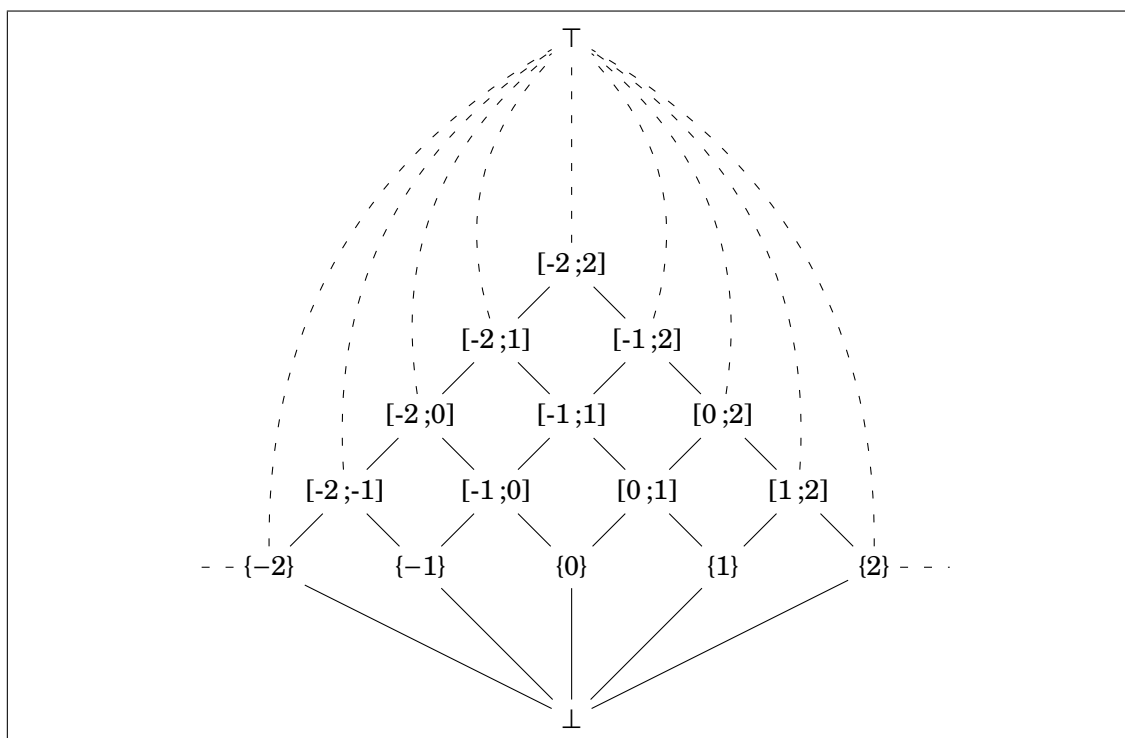 ⊤
[-2 ;2]
[-2 ;1] [-1 ;2]
[-2 ;0] [-1 ;1] [0 ;2]
[-2 ;-1] [-1 ;0] [0 ;1] [1 ;2]
{−2} {−1} {0} {1} {2}
⊥